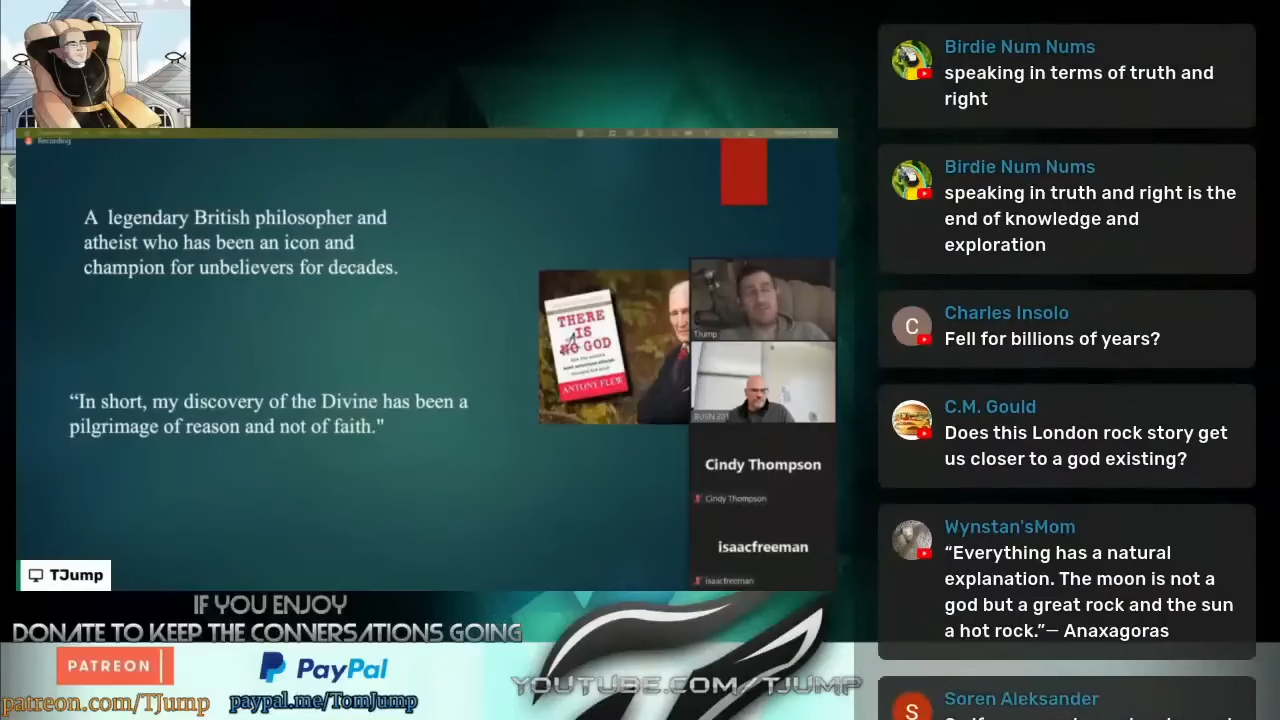 Recording
A legendary British philosopher and
atheist who has been an icon and
champion for unbelievers for decades.
“In short, my discovery of the Divine has been a
pilgrimage of reason and not of faith."
THERE
IS
NO GOD
ANTONY FLEW
TJump
Cindy Thompson
Cindy Thompson
isaacfreeman
isaacfreeman
TJump
IF YOU ENJOY
DONATE TO KEEP THE CONVERSATIONS GOING
PATREON
PayPal
patreon.com/TJump
paypal.me/TomJump
YOUTUBE.COM/TJUMP
Birdie Num Nums
speaking in terms of truth and
right
Birdie Num Nums
speaking in truth and right is the
end of knowledge and
exploration
C
Charles Insolo
Fell for billions of years?
C.M. Gould
Does this London rock story get
us closer to a god existing?
Wynstan'sMom
“Everything has a natural
explanation. The moon is not a
god but a great rock and the sun
a hot rock.”— Anaxagoras
S
Soren Aleksander